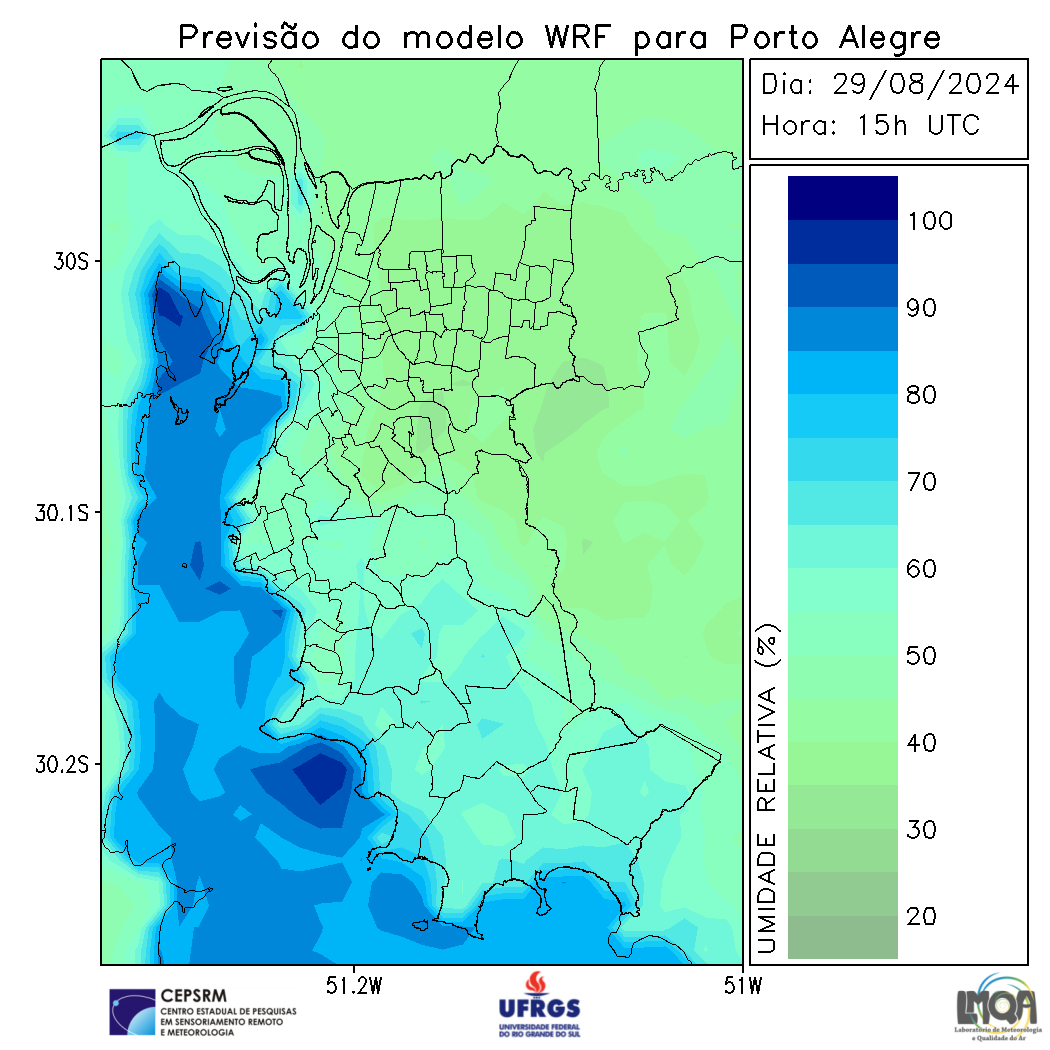 Previsão do modelo WRF para Porto Alegre
Dia: 29/08/2024
Hora: 15h UTC
30S
30.1S
30.2S
51.2W
51W
100
90
80
70
60
50
40
30
20
UMIDADE RELATIVA (%)
CEPSRM
CENTRO ESTADUAL DE PESQUISAS
EM SENSORIAMENTO REMOTO
E METEOROLOGIA
UFRGS
UNIVERSIDADE FEDERAL
DO RIO GRANDE DO SUL
LMQA
Laboratório de Meteorologia
e Qualidade do Ar